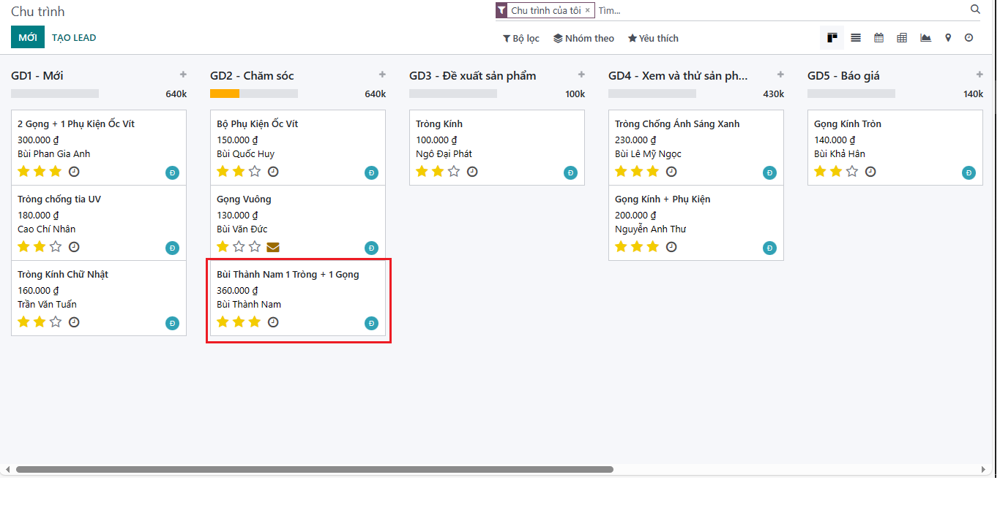 Chu trình
Chu trình của tôi × Tìm...
MỚI TẠO LEAD
Bộ lọc Nhóm theo Yêu thích
GD1 - Mới +
640k
2 Gọng + 1 Phụ Kiện Ốc Vít
300.000 ₫
Bùi Phan Gia Anh
Đ
Tròng chống tia UV
180.000 ₫
Cao Chí Nhân
Đ
Tròng Kính Chữ Nhật
160.000 ₫
Trần Văn Tuấn
Đ
GD2 - Chăm sóc +
640k
Bộ Phụ Kiện Ốc Vít
150.000 ₫
Bùi Quốc Huy
Đ
Gọng Vuông
130.000 ₫
Bùi Văn Đức
Đ
Bùi Thành Nam 1 Tròng + 1 Gọng
360.000 ₫
Bùi Thành Nam
Đ
GD3 - Đề xuất sản phẩm +
100k
Tròng Kính
100.000 ₫
Ngô Đại Phát
Đ
GD4 - Xem và thử sản ph... +
430k
Tròng Chống Ánh Sáng Xanh
230.000 ₫
Bùi Lê Mỹ Ngọc
Đ
Gọng Kính + Phụ Kiện
200.000 ₫
Nguyễn Anh Thư
Đ
GD5 - Báo giá +
140k
Gọng Kính Tròn
140.000 ₫
Bùi Khả Hân
Đ